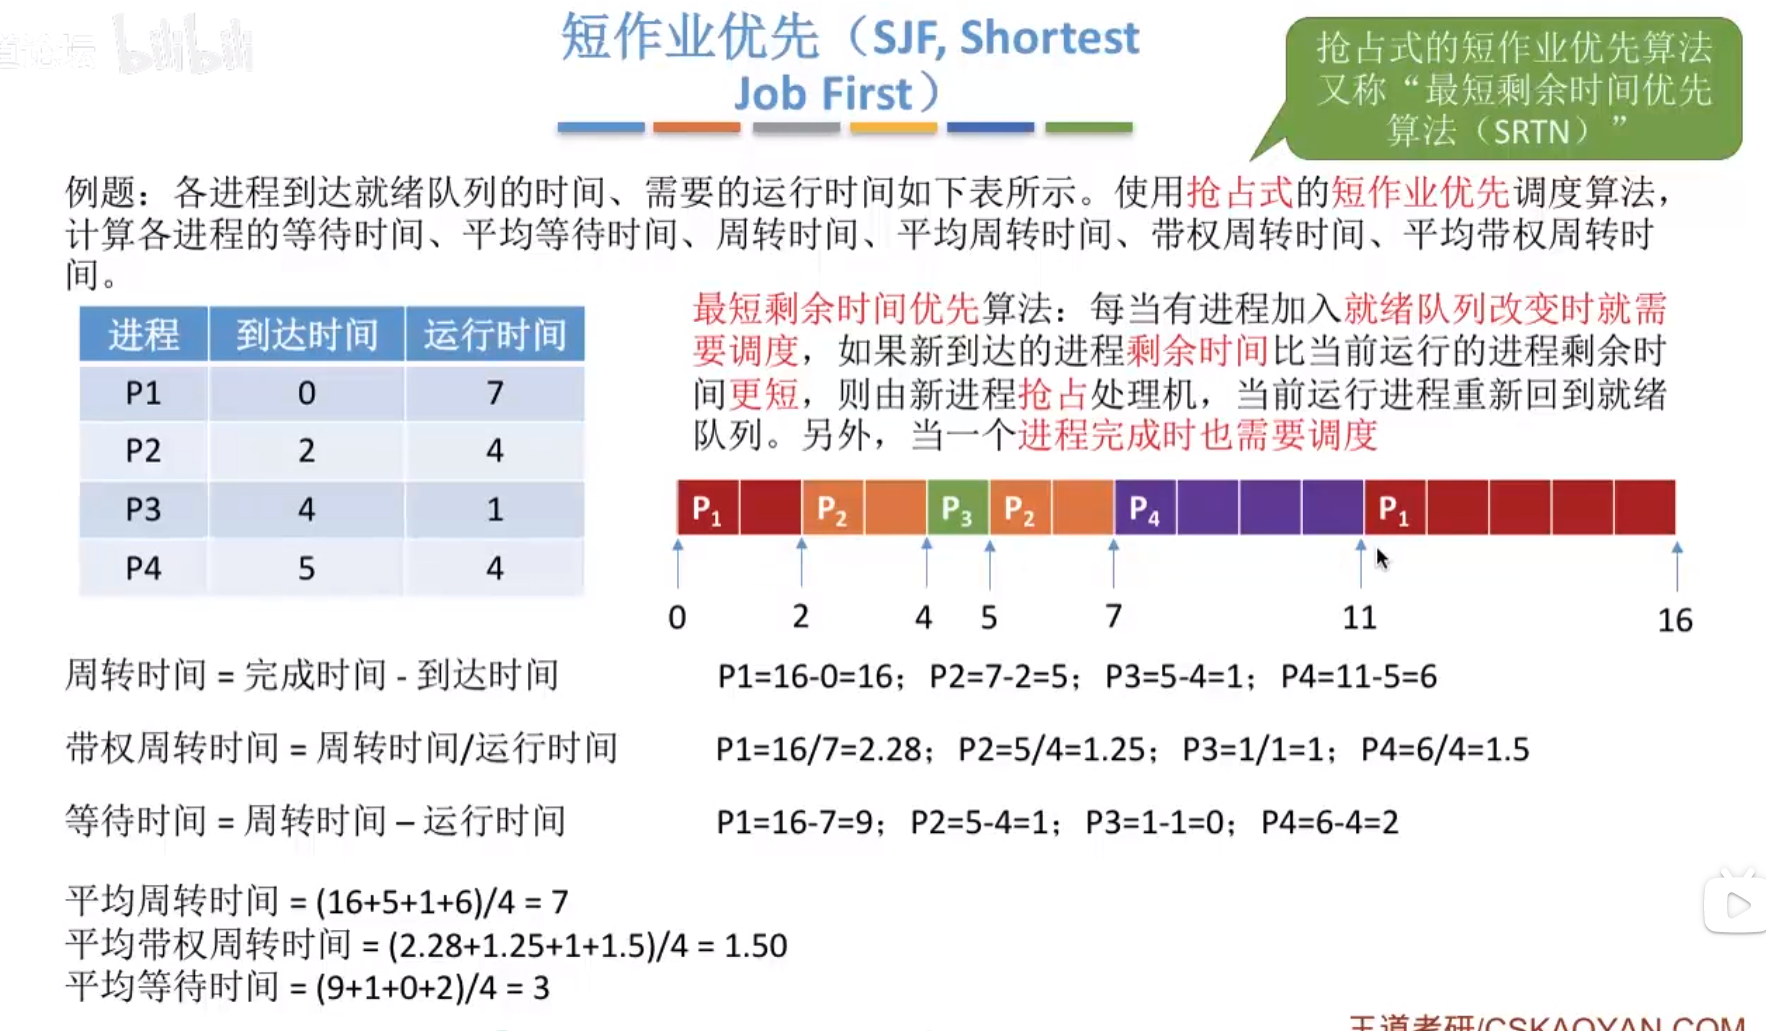 道论坛 bilibili
短作业优先（SJF, Shortest
Job First）
抢占式的短作业优先算法
又称“最短剩余时间优先
算法（SRTN）”
例题：各进程到达就绪队列的时间、需要的运行时间如下表所示。使用抢占式的短作业优先调度算法，
计算各进程的等待时间、平均等待时间、周转时间、平均周转时间、带权周转时间、平均带权周转时
间。
进程 到达时间 运行时间
P1 0 7
P2 2 4
P3 4 1
P4 5 4
最短剩余时间优先算法：每当有进程加入就绪队列改变时就需
要调度，如果新到达的进程剩余时间比当前运行的进程剩余时
间更短，则由新进程抢占处理机，当前运行进程重新回到就绪
队列。另外，当一个进程完成时也需要调度
P1 P2 P3 P2 P4 P1
0 2 4 5 7 11 16
周转时间 = 完成时间 - 到达时间 P1=16-0=16；P2=7-2=5；P3=5-4=1；P4=11-5=6
带权周转时间 = 周转时间/运行时间 P1=16/7=2.28；P2=5/4=1.25；P3=1/1=1；P4=6/4=1.5
等待时间 = 周转时间 – 运行时间 P1=16-7=9；P2=5-4=1；P3=1-1=0；P4=6-4=2
平均周转时间 = (16+5+1+6)/4 = 7
平均带权周转时间 = (2.28+1.25+1+1.5)/4 = 1.50
平均等待时间 = (9+1+0+2)/4 = 3
王道考研/CSKAOYAN.COM